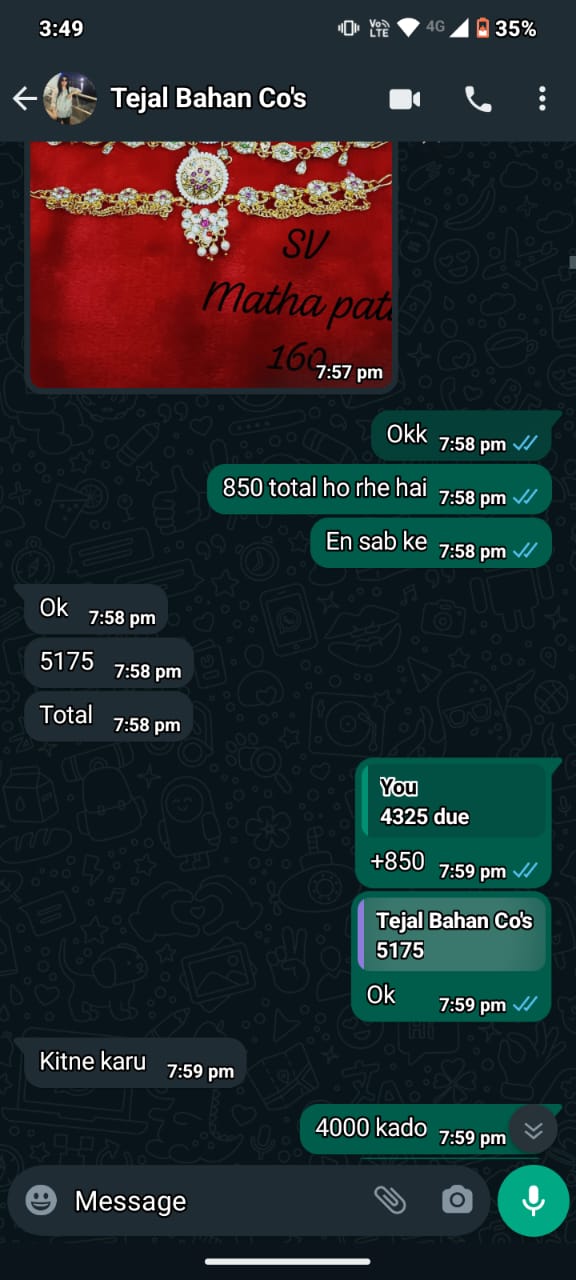 3:49
Vo)) LTE
4G
35%
Tejal Bahan Co's
SV
Matha
160
7:57 pm
Okk 7:58 pm
850 total ho rhe hai 7:58 pm
En sab ke 7:58 pm
Ok 7:58 pm
5175 7:58 pm
Total 7:58 pm
You
4325 due
+850 7:59 pm
Tejal Bahan Co's
5175
Ok 7:59 pm
Kitne karu 7:59 pm
4000 kado 7:59 pm
Message